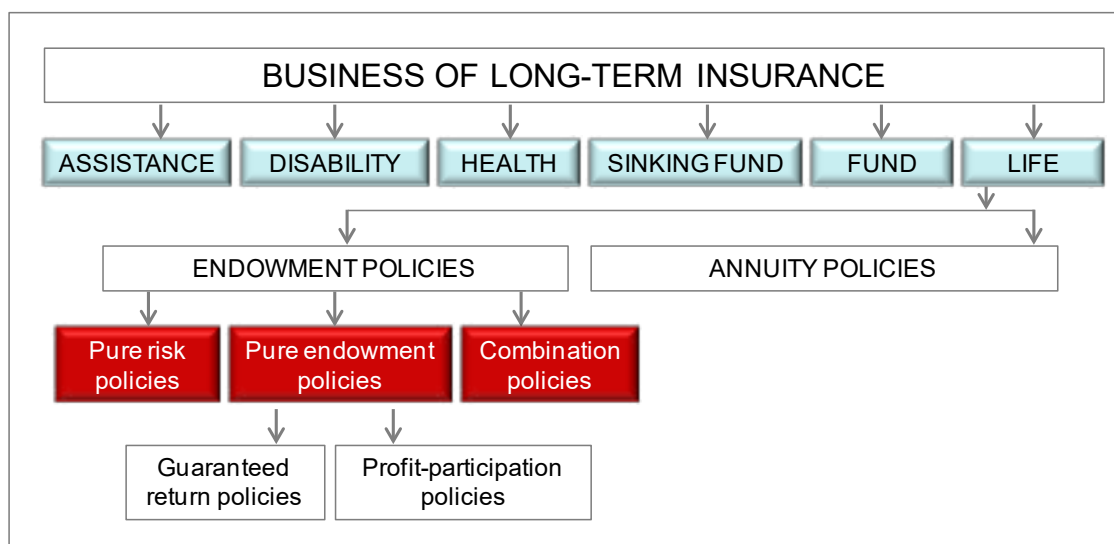 BUSINESS OF LONG-TERM INSURANCE
ASSISTANCE
DISABILITY
HEALTH
SINKING FUND
FUND
LIFE
ENDOWMENT POLICIES
ANNUITY POLICIES
Pure risk
policies
Pure endowment
policies
Combination
policies
Guaranteed
return policies
Profit-participation
policies